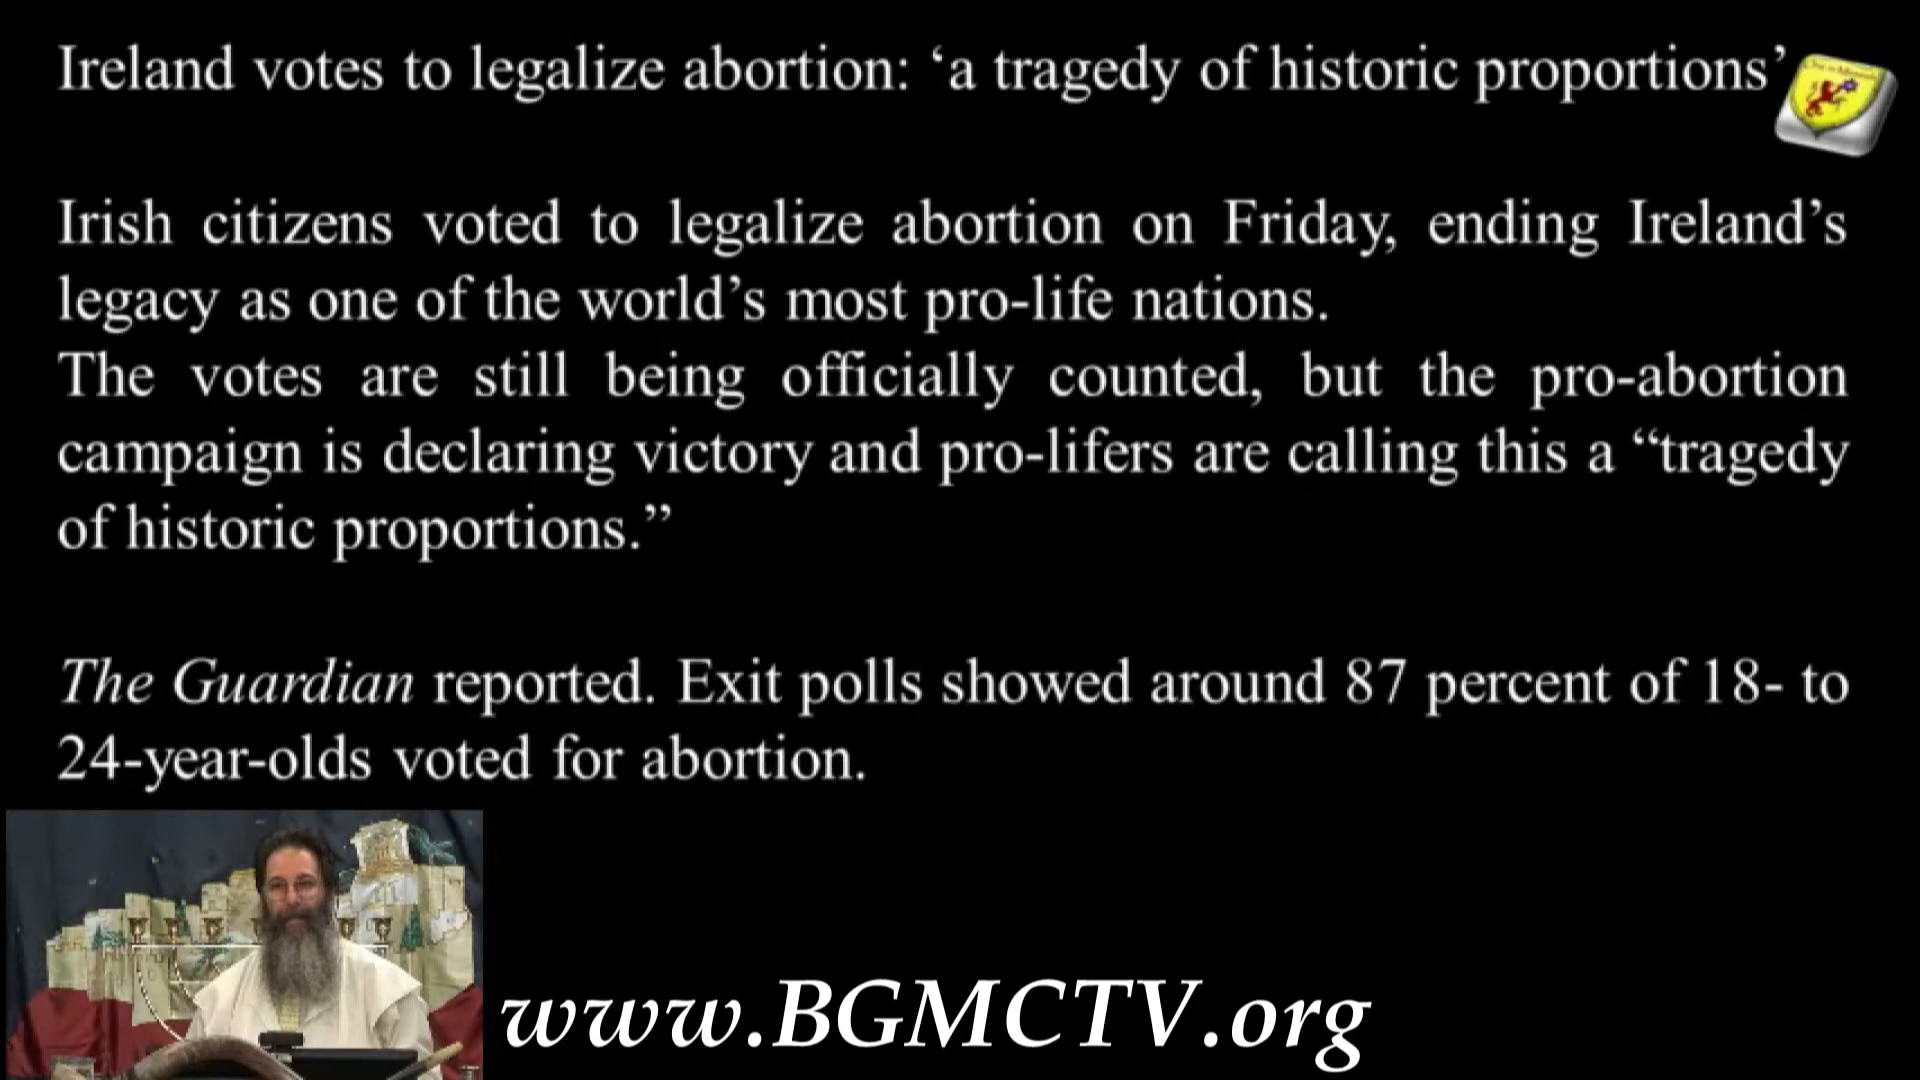 Ireland votes to legalize abortion: ‘a tragedy of historic proportions’
Irish citizens voted to legalize abortion on Friday, ending Ireland’s
legacy as one of the world’s most pro-life nations.
The votes are still being officially counted, but the pro-abortion
campaign is declaring victory and pro-lifers are calling this a “tragedy
of historic proportions.”
The Guardian reported. Exit polls showed around 87 percent of 18- to
24-year-olds voted for abortion.
www.BGMCTV.org